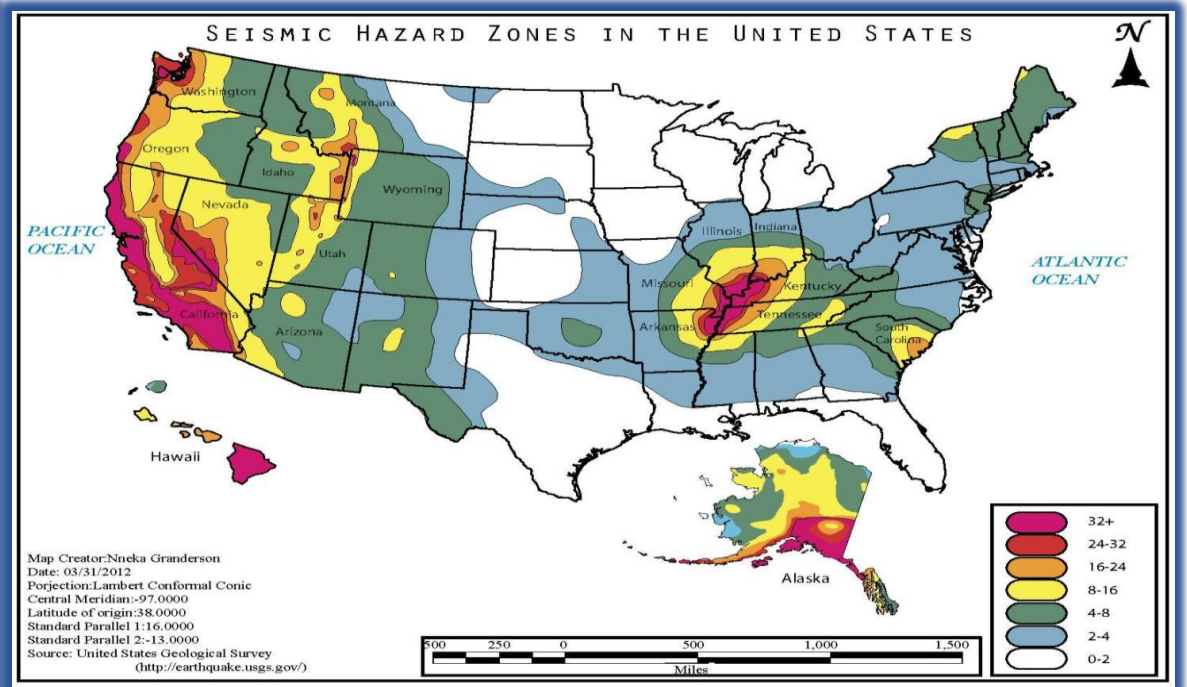 SEISMIC HAZARD ZONES IN THE UNITED STATES
N
Washington
Montana
Oregon
Idaho
Wyoming
Nevada
PACIFIC
OCEAN
Utah
Illinois
Indiana
ATLANTIC
OCEAN
Missouri
Kentucky
California
Arizona
Arkansas
Tennessee
South
Carolina
Hawaii
Alaska
32+
24-32
16-24
8-16
4-8
2-4
0-2
Map Creator:Nneka Granderson
Date: 03/31/2012
Porjection:Lambert Conformal Conic
Central Meridian:-97.0000
Latitude of origin:38.0000
Standard Parallel 1:16.0000
Standard Parallel 2:-13.0000
Source: United States Geological Survey
(http://earthquake.usgs.gov/)
500 250 0 500 1,000 1,500
Miles